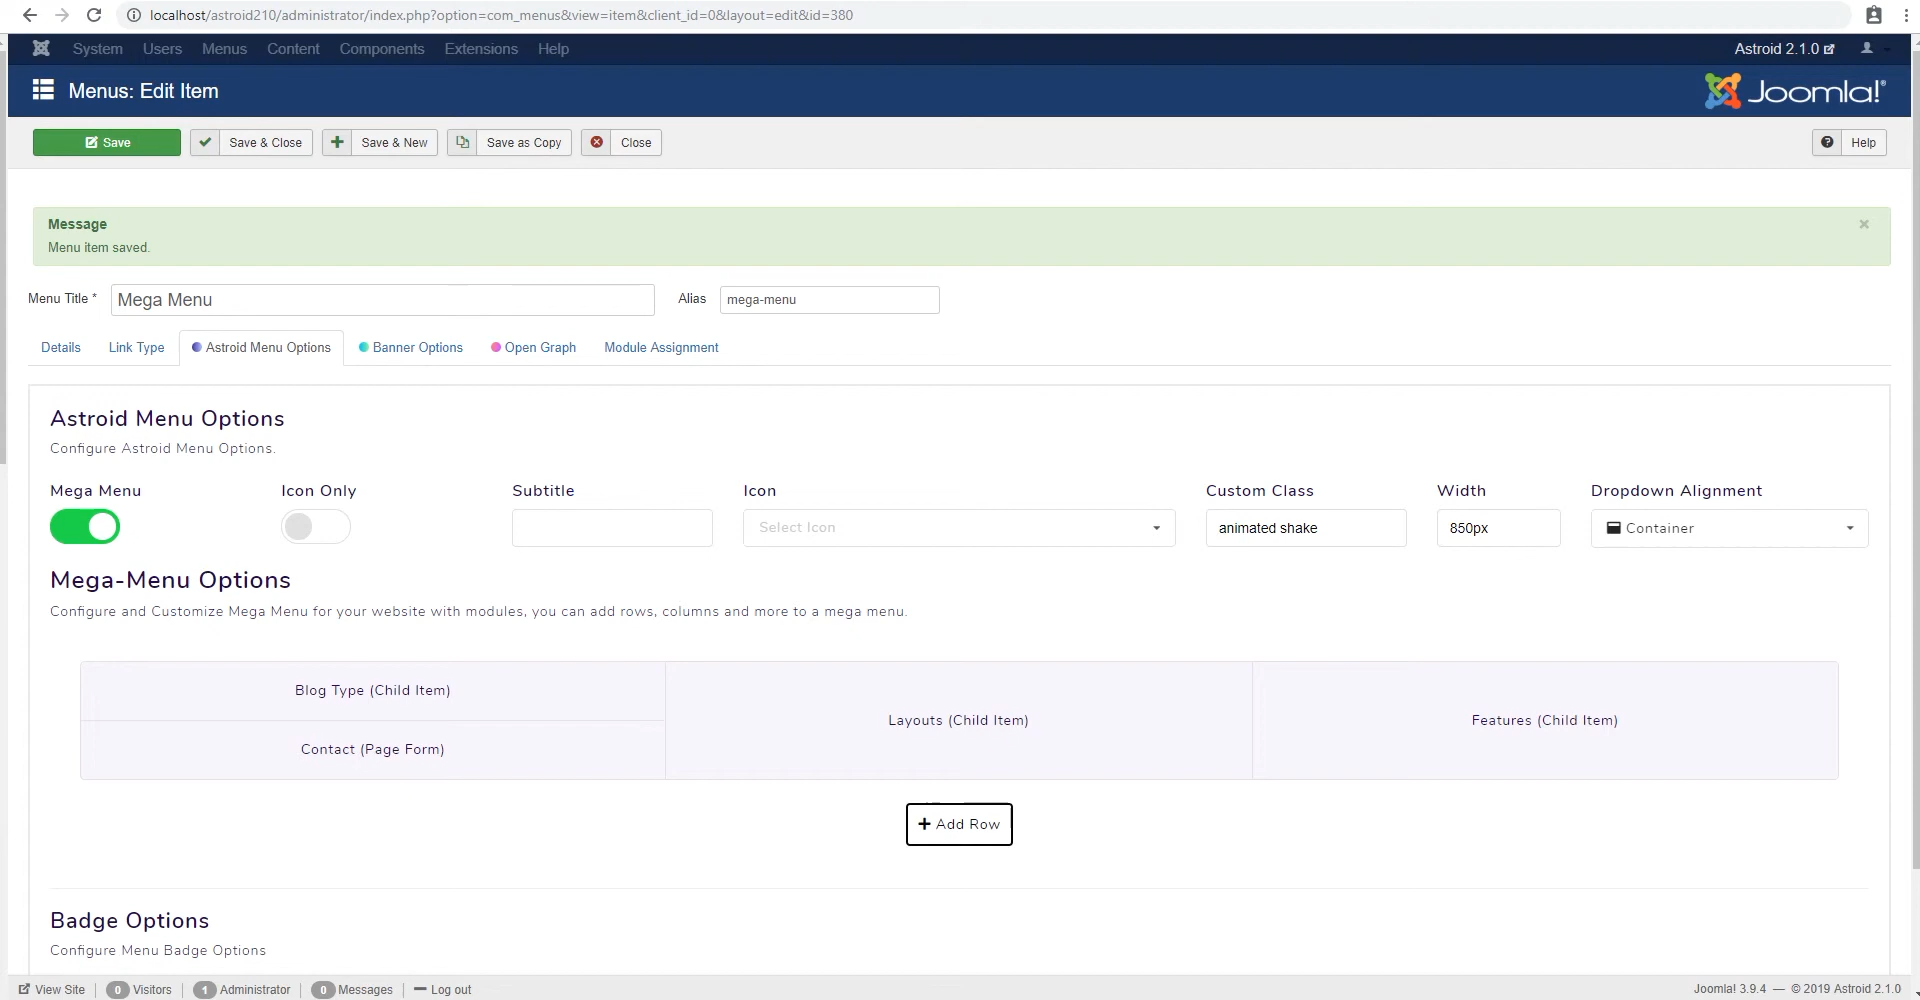 localhost/astroid210/administrator/index.php?option=com_menus&view=item&client_id=0&layout=edit&id=380
System Users Menus Content Components Extensions Help Astroid 2.1.0
Menus: Edit Item Joomla!®
Save Save & Close Save & New Save as Copy Close Help
Message ×
Menu item saved.
Menu Title * Mega Menu Alias mega-menu
Details Link Type Astroid Menu Options Banner Options Open Graph Module Assignment
Astroid Menu Options
Configure Astroid Menu Options.
Mega Menu Icon Only Subtitle Icon Custom Class Width Dropdown Alignment
Select Icon animated shake 850px Container
Mega-Menu Options
Configure and Customize Mega Menu for your website with modules, you can add rows, columns and more to a mega menu.
Blog Type (Child Item)
Layouts (Child Item) Features (Child Item)
Contact (Page Form)
+ Add Row
Badge Options
Configure Menu Badge Options
View Site 0 Visitors 1 Administrator 0 Messages Log out Joomla! 3.9.4 — © 2019 Astroid 2.1.0